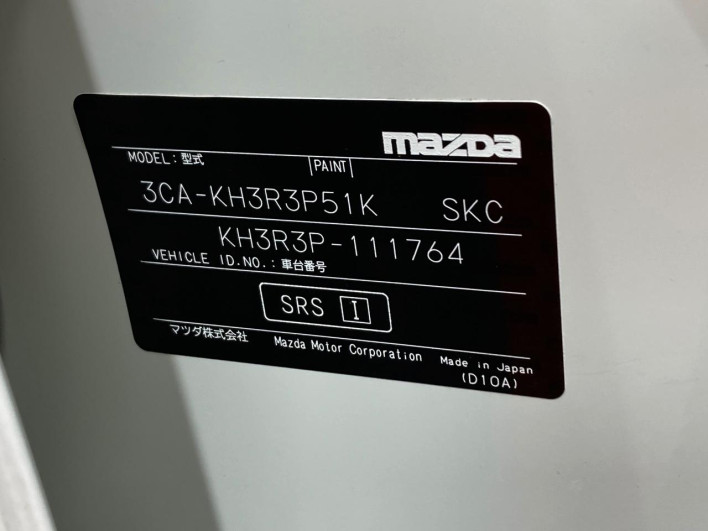 mazda
MODEL：型式 PAINT
3CA-KH3R3P51K SKC
KH3R3P-111764
VEHICLE ID.NO.：車台番号
SRS I
マツダ株式会社 Mazda Motor Corporation Made in Japan
(D10A)